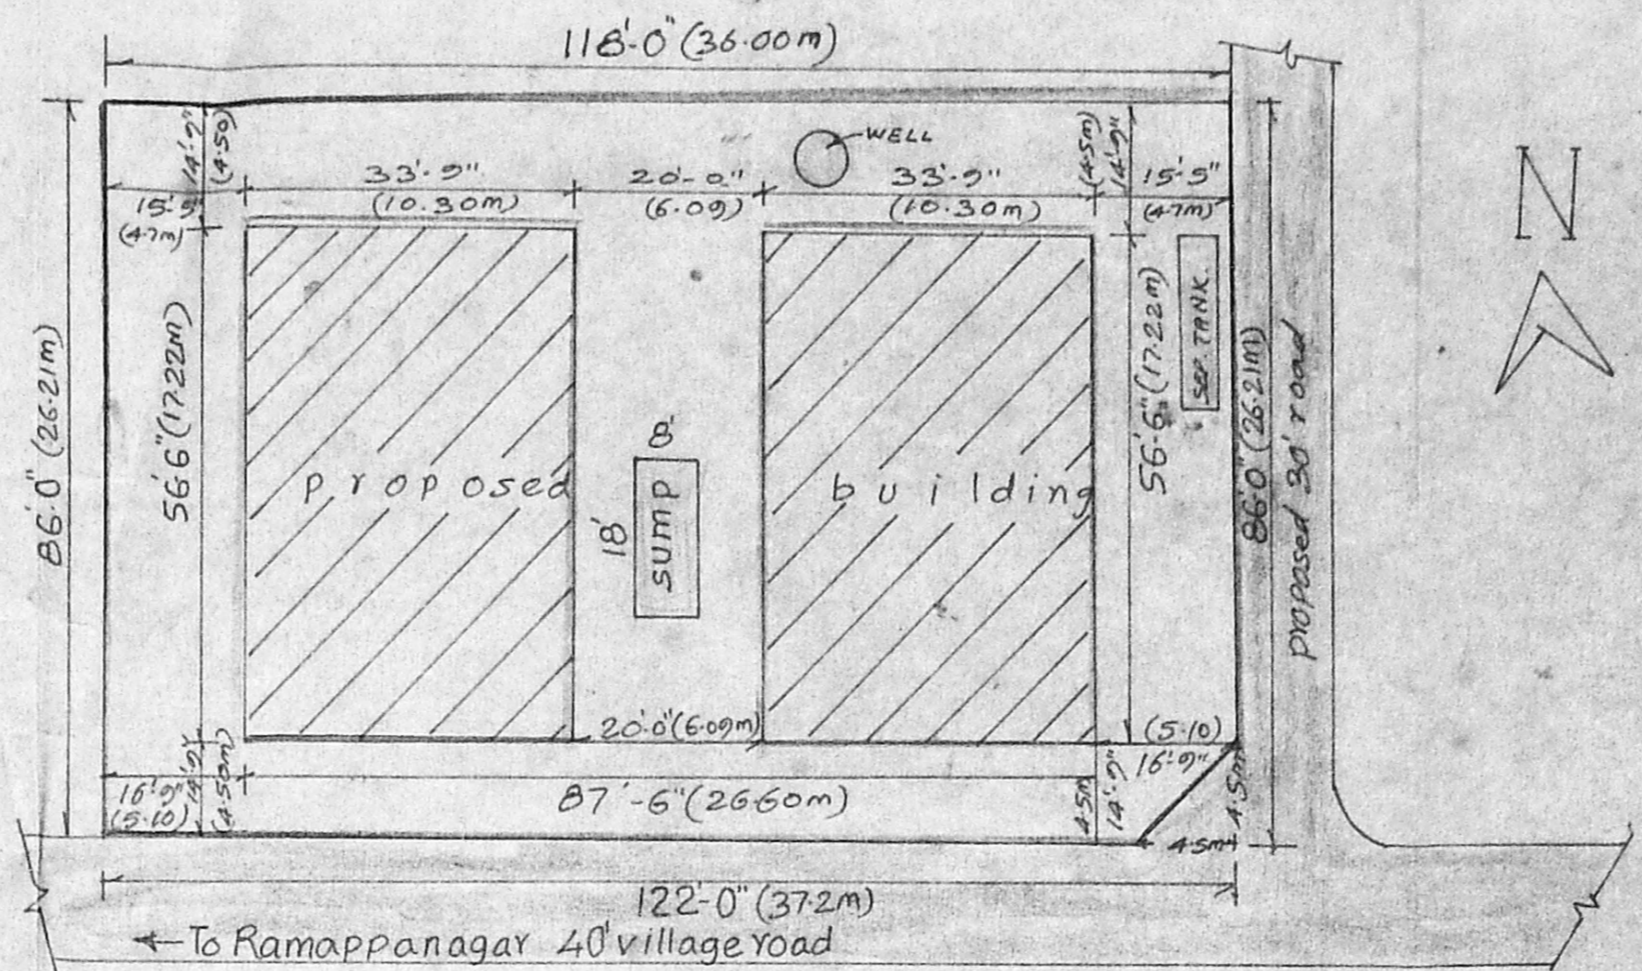 118'-0" (36.00m)
14'-9"
(4.50)
WELL
(4.5m)
14'-9"
33'-9"
(10.30m)
20'-0"
(6.09)
33'-9"
(10.30m)
15'-5"
(4.7m)
15'-5"
(4.7m)
N
86'.0" (26.21m)
56'.6" (17.22m)
proposed
8'
18'
sump
building
56'-6" (17.22m)
SEP. TANK.
86'.0" (26.21m)
proposed 30' road
20'.0" (6.09m)
(5.10)
16'-9"
16'-9"
(5.10)
14'-9"
(4.50m)
87'-6" (26.60m)
4.5m
14'-9"
4.5m
4.5m
122'-0" (37.2m)
To Ramappanagar 40' village road